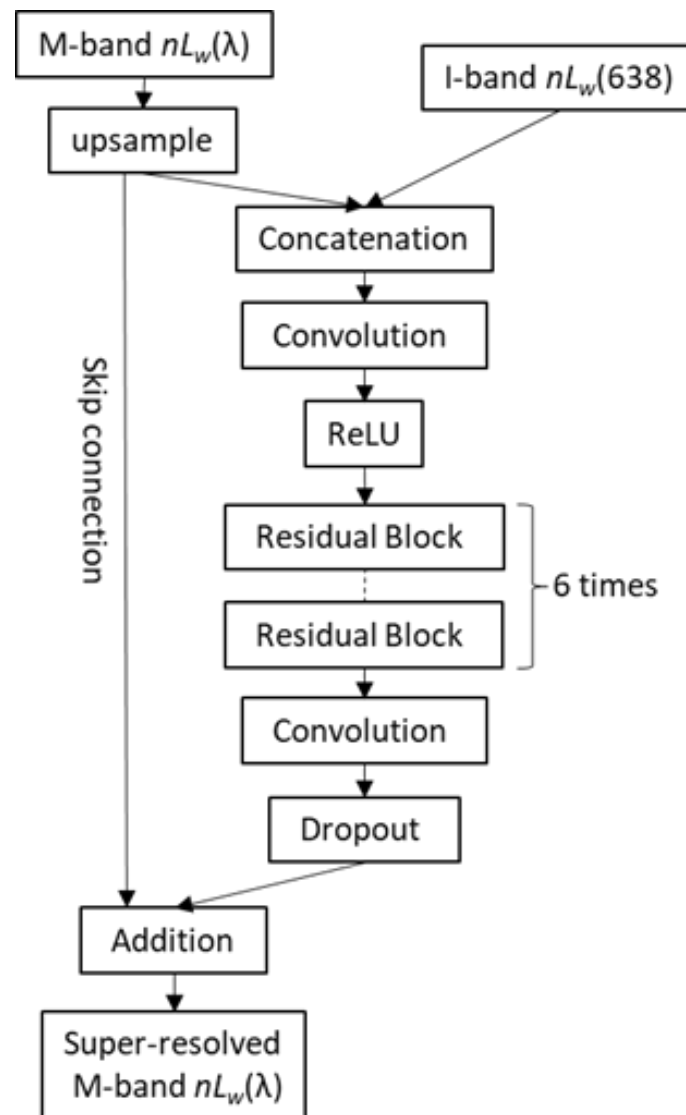 M-band nLw(λ)
I-band nLw(638)
upsample
Concatenation
Convolution
ReLU
Skip connection
Residual Block
6 times
Residual Block
Convolution
Dropout
Addition
Super-resolved
M-band nLw(λ)